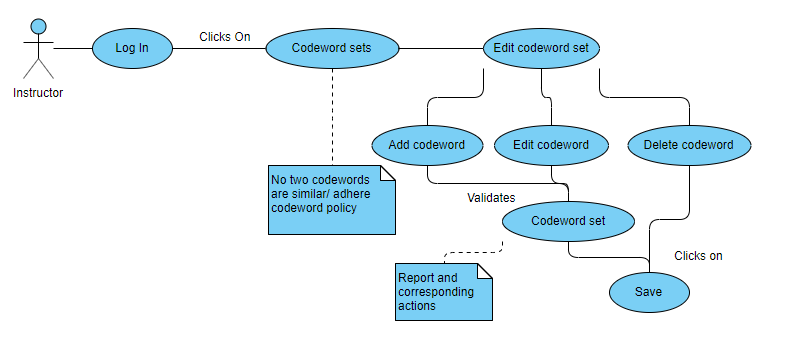 Clicks On
Log In
Codeword sets
Edit codeword set
Instructor
Add codeword
Edit codeword
Delete codeword
No two codewords
are similar/ adhere
codeword policy
Validates
Codeword set
Clicks on
Report and
corresponding
actions
Save